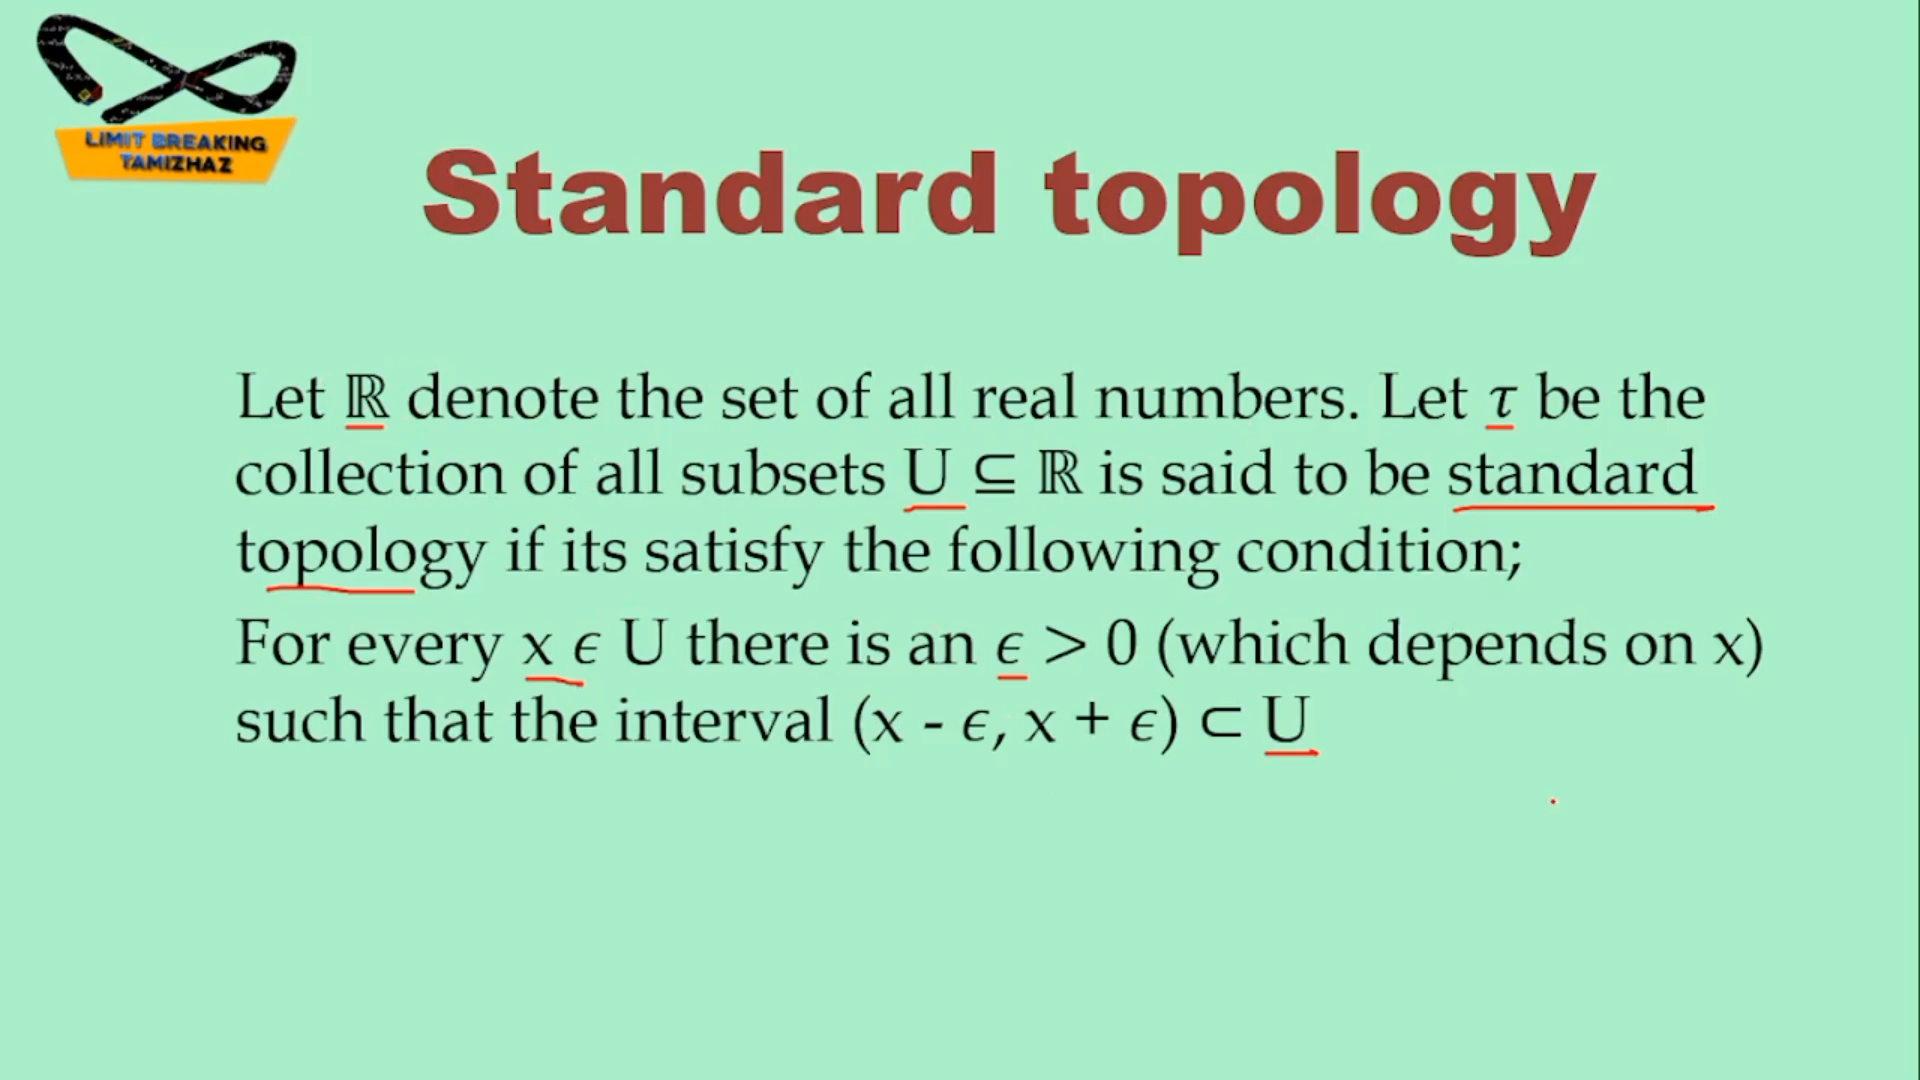 LIMIT BREAKING
TAMIZHAZ
Standard topology
Let ℝ denote the set of all real numbers. Let τ be the
collection of all subsets U ⊆ ℝ is said to be standard
topology if its satisfy the following condition;
For every x ϵ U there is an ϵ > 0 (which depends on x)
such that the interval (x - ϵ, x + ϵ) ⊂ U